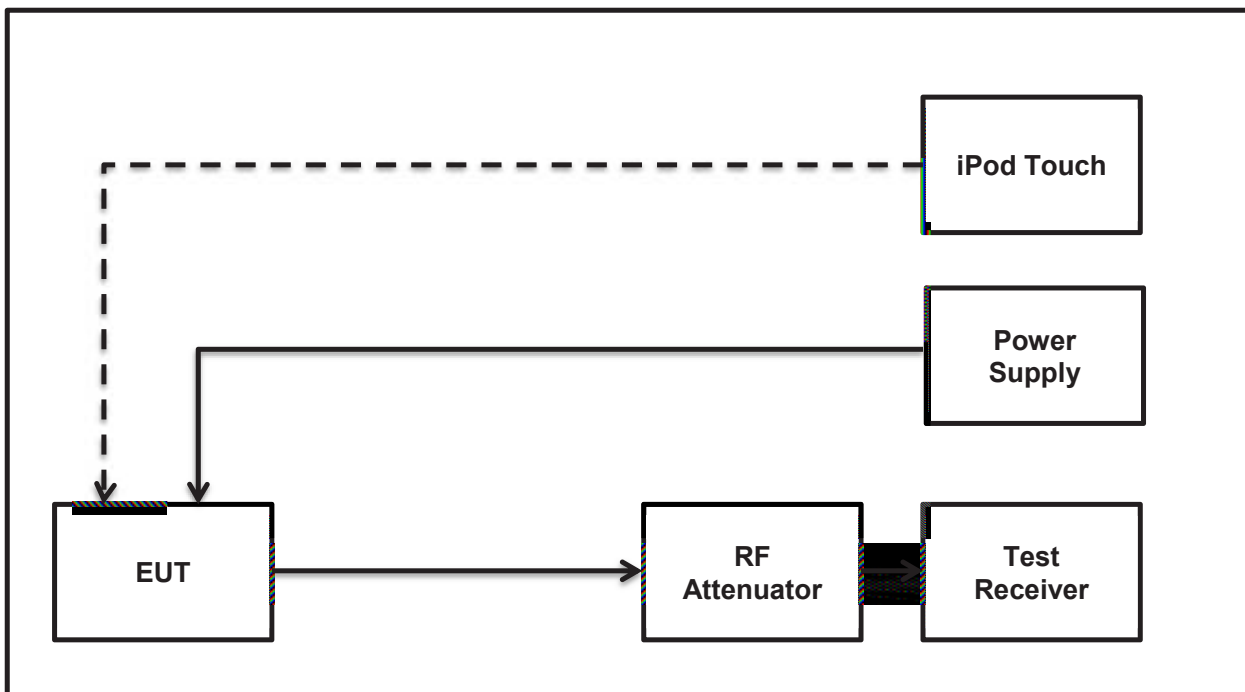 iPod Touch
Power
Supply
EUT
RF
Attenuator
Test
Receiver